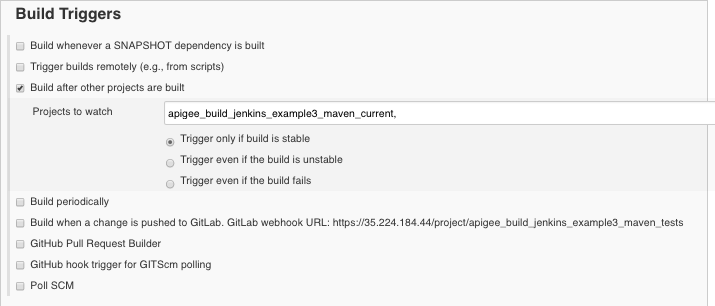 Build Triggers
Build whenever a SNAPSHOT dependency is built
Trigger builds remotely (e.g., from scripts)
Build after other projects are built
Projects to watch
apigee_build_jenkins_example3_maven_current,
Trigger only if build is stable
Trigger even if the build is unstable
Trigger even if the build fails
Build periodically
Build when a change is pushed to GitLab. GitLab webhook URL: https://35.224.184.44/project/apigee_build_jenkins_example3_maven_tests
GitHub Pull Request Builder
GitHub hook trigger for GITScm polling
Poll SCM